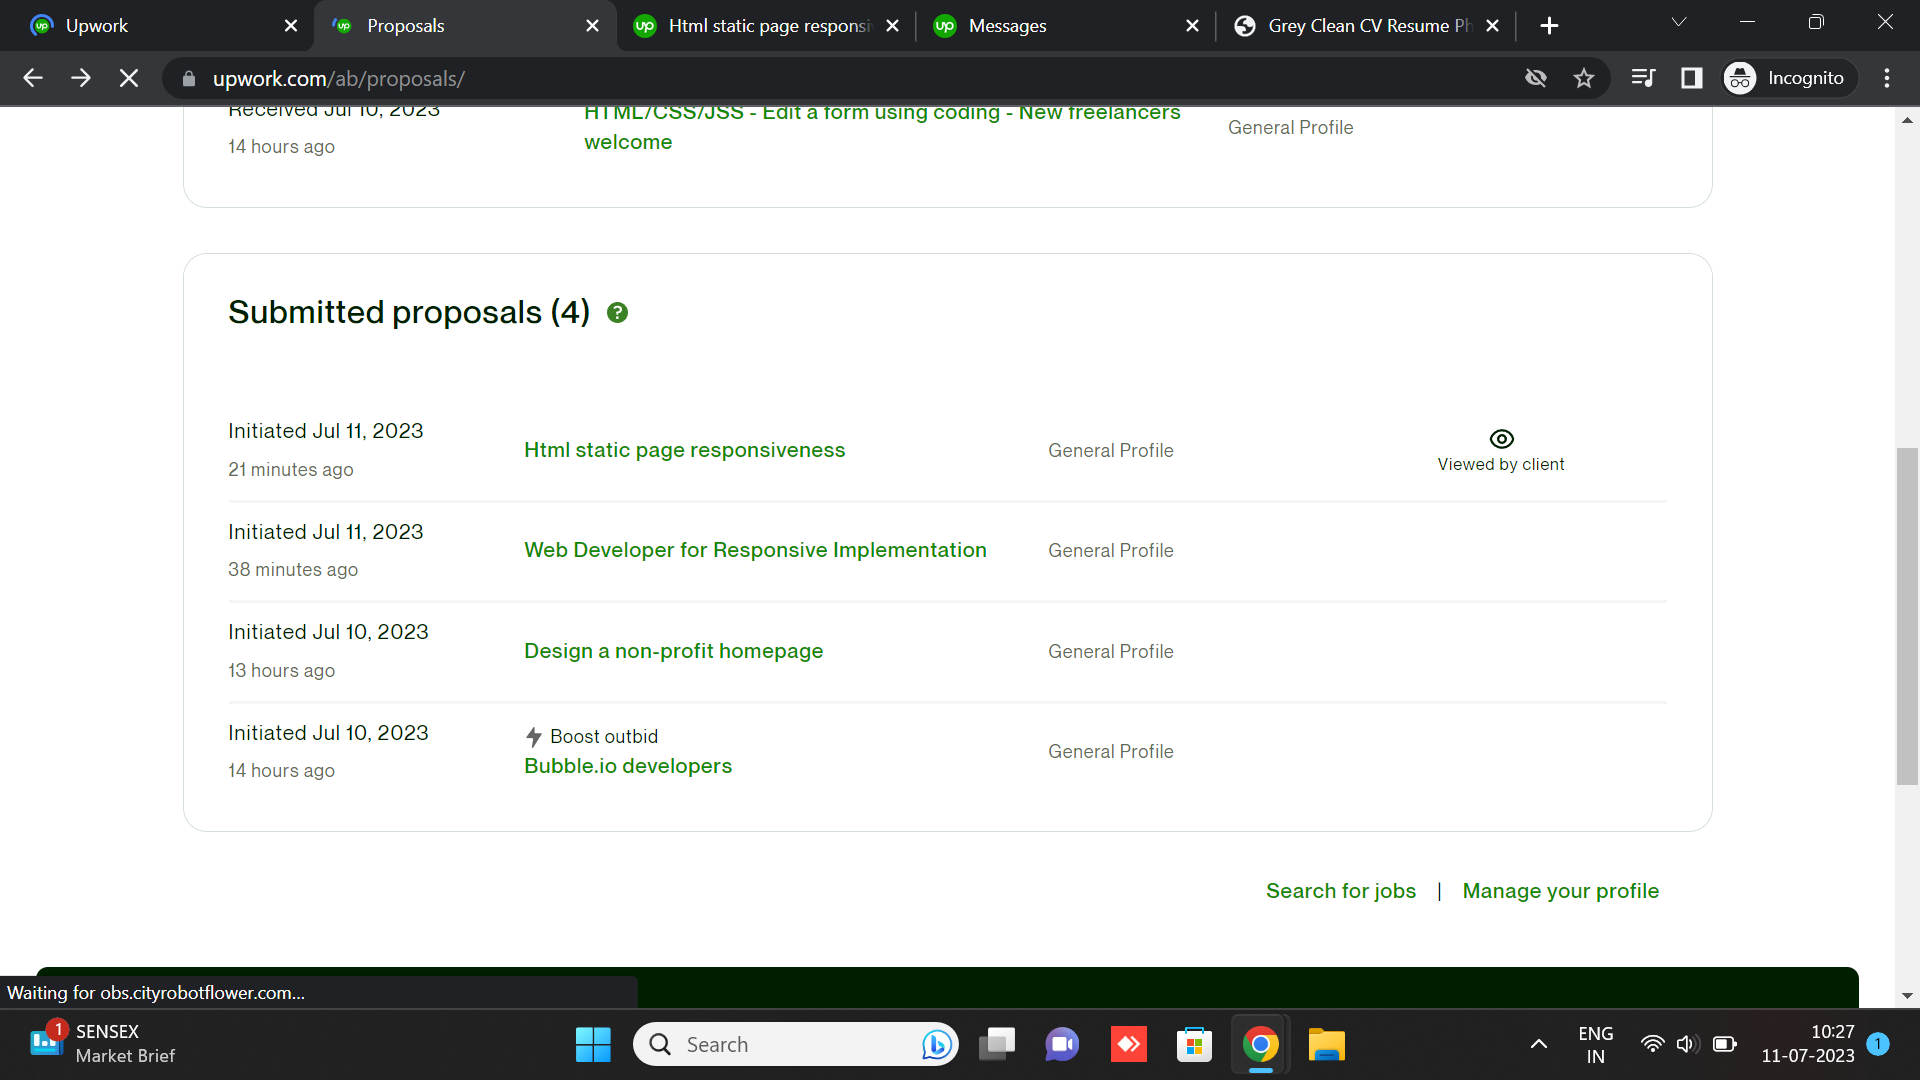 Upwork
Proposals
Html static page responsi
Messages
Grey Clean CV Resume Ph
upwork.com/ab/proposals/
Incognito
Received Jul 10, 2023
14 hours ago
HTML/CSS/JSS - Edit a form using coding - New freelancers
welcome
General Profile
Submitted proposals (4)
?
Initiated Jul 11, 2023
21 minutes ago
Html static page responsiveness
General Profile
Viewed by client
Initiated Jul 11, 2023
38 minutes ago
Web Developer for Responsive Implementation
General Profile
Initiated Jul 10, 2023
13 hours ago
Design a non-profit homepage
General Profile
Initiated Jul 10, 2023
14 hours ago
Boost outbid
Bubble.io developers
General Profile
Search for jobs | Manage your profile
Waiting for obs.cityrobotflower.com...
1
SENSEX
Market Brief
Search
ENG
IN
10:27
11-07-2023
1